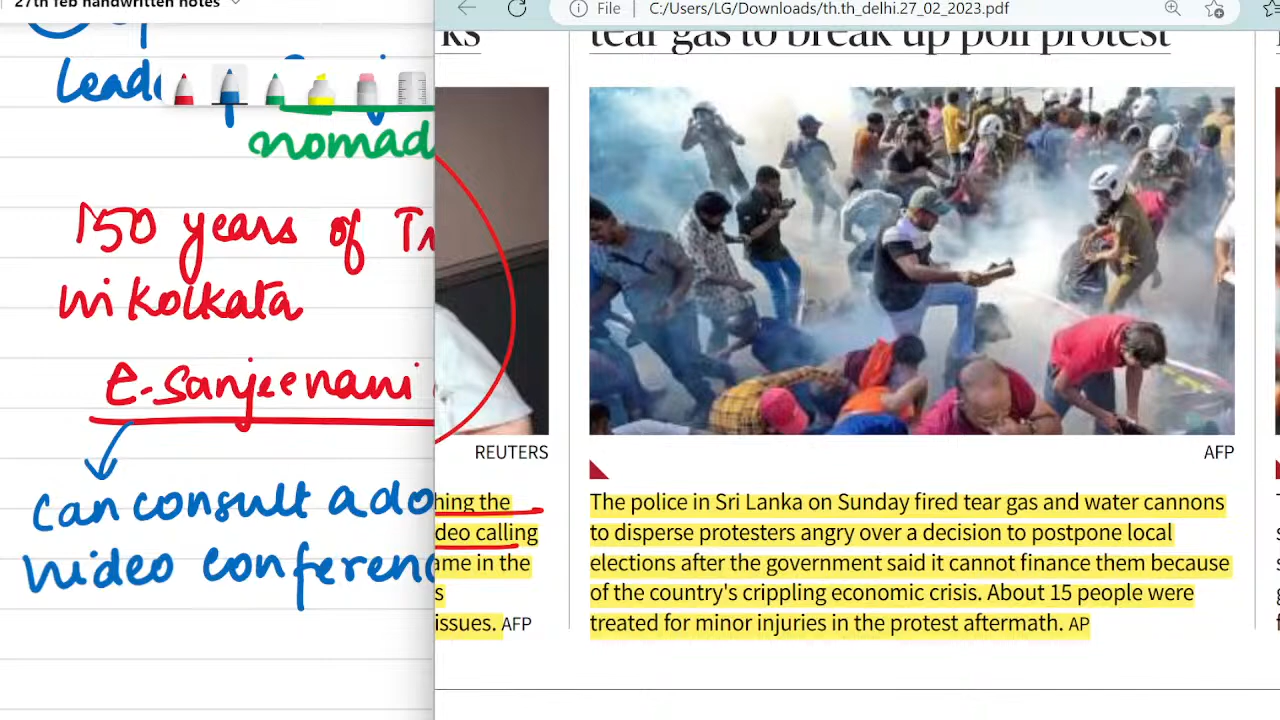 27th feb handwritten notes
File C:/Users/LG/Downloads/th.th_delhi.27_02_2023.pdf
nomad
150 years of
in Kolkata
e-Sanjeevani
can consult a do
video conferenc
ks
REUTERS
hing the
deo calling
ame in the
s
issues. AFP
tear gas to break up poll protest
AFP
The police in Sri Lanka on Sunday fired tear gas and water cannons
to disperse protesters angry over a decision to postpone local
elections after the government said it cannot finance them because
of the country's crippling economic crisis. About 15 people were
treated for minor injuries in the protest aftermath. AP